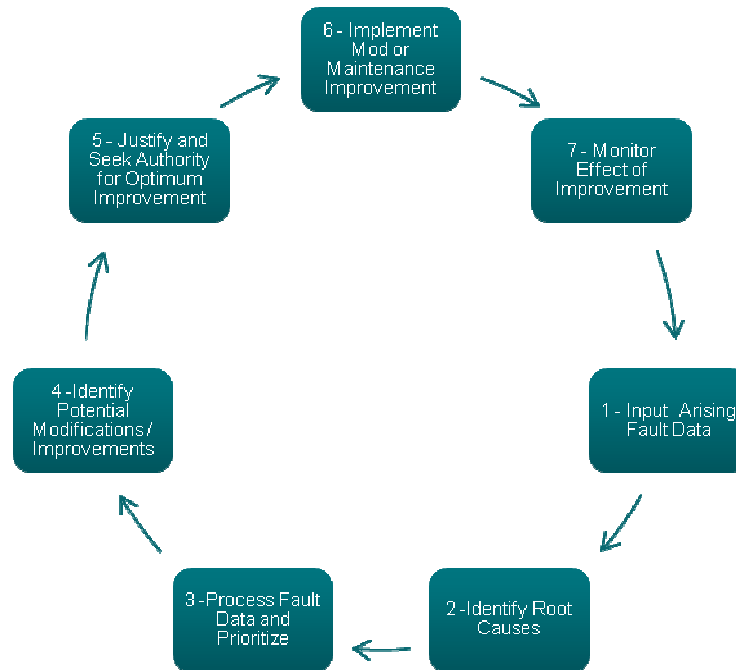 6 - Implement
Mod or
Maintenance
Improvement
5 - Justify and
Seek Authority
for Optimum
Improvement
7 - Monitor
Effect of
Improvement
4 -Identify
Potential
Modifications /
Improvements
1 - Input Arising
Fault Data
3 -Process Fault
Data and
Prioritize
2 -Identify Root
Causes